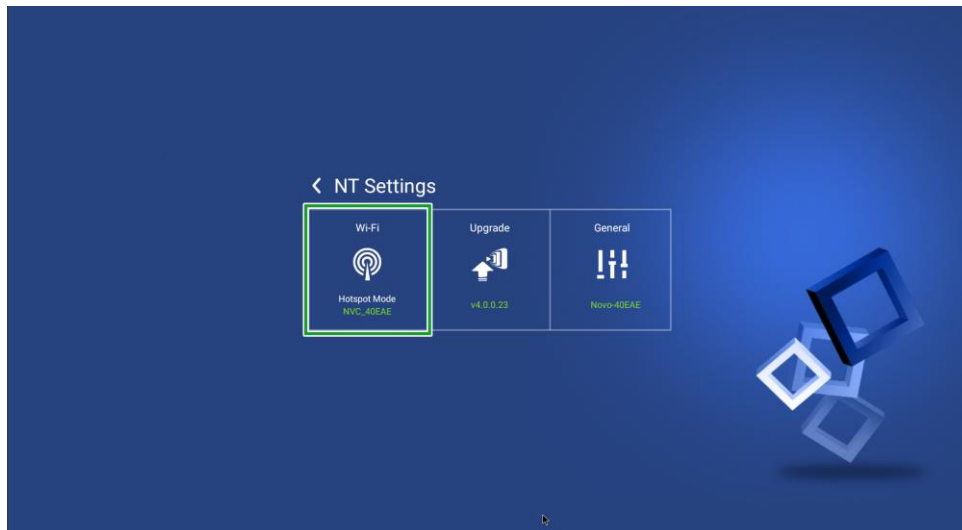 NT Settings
Wi-Fi
Hotspot Mode
NVC_40EAE
Upgrade
v4.0.0.23
General
Novo-40EAE